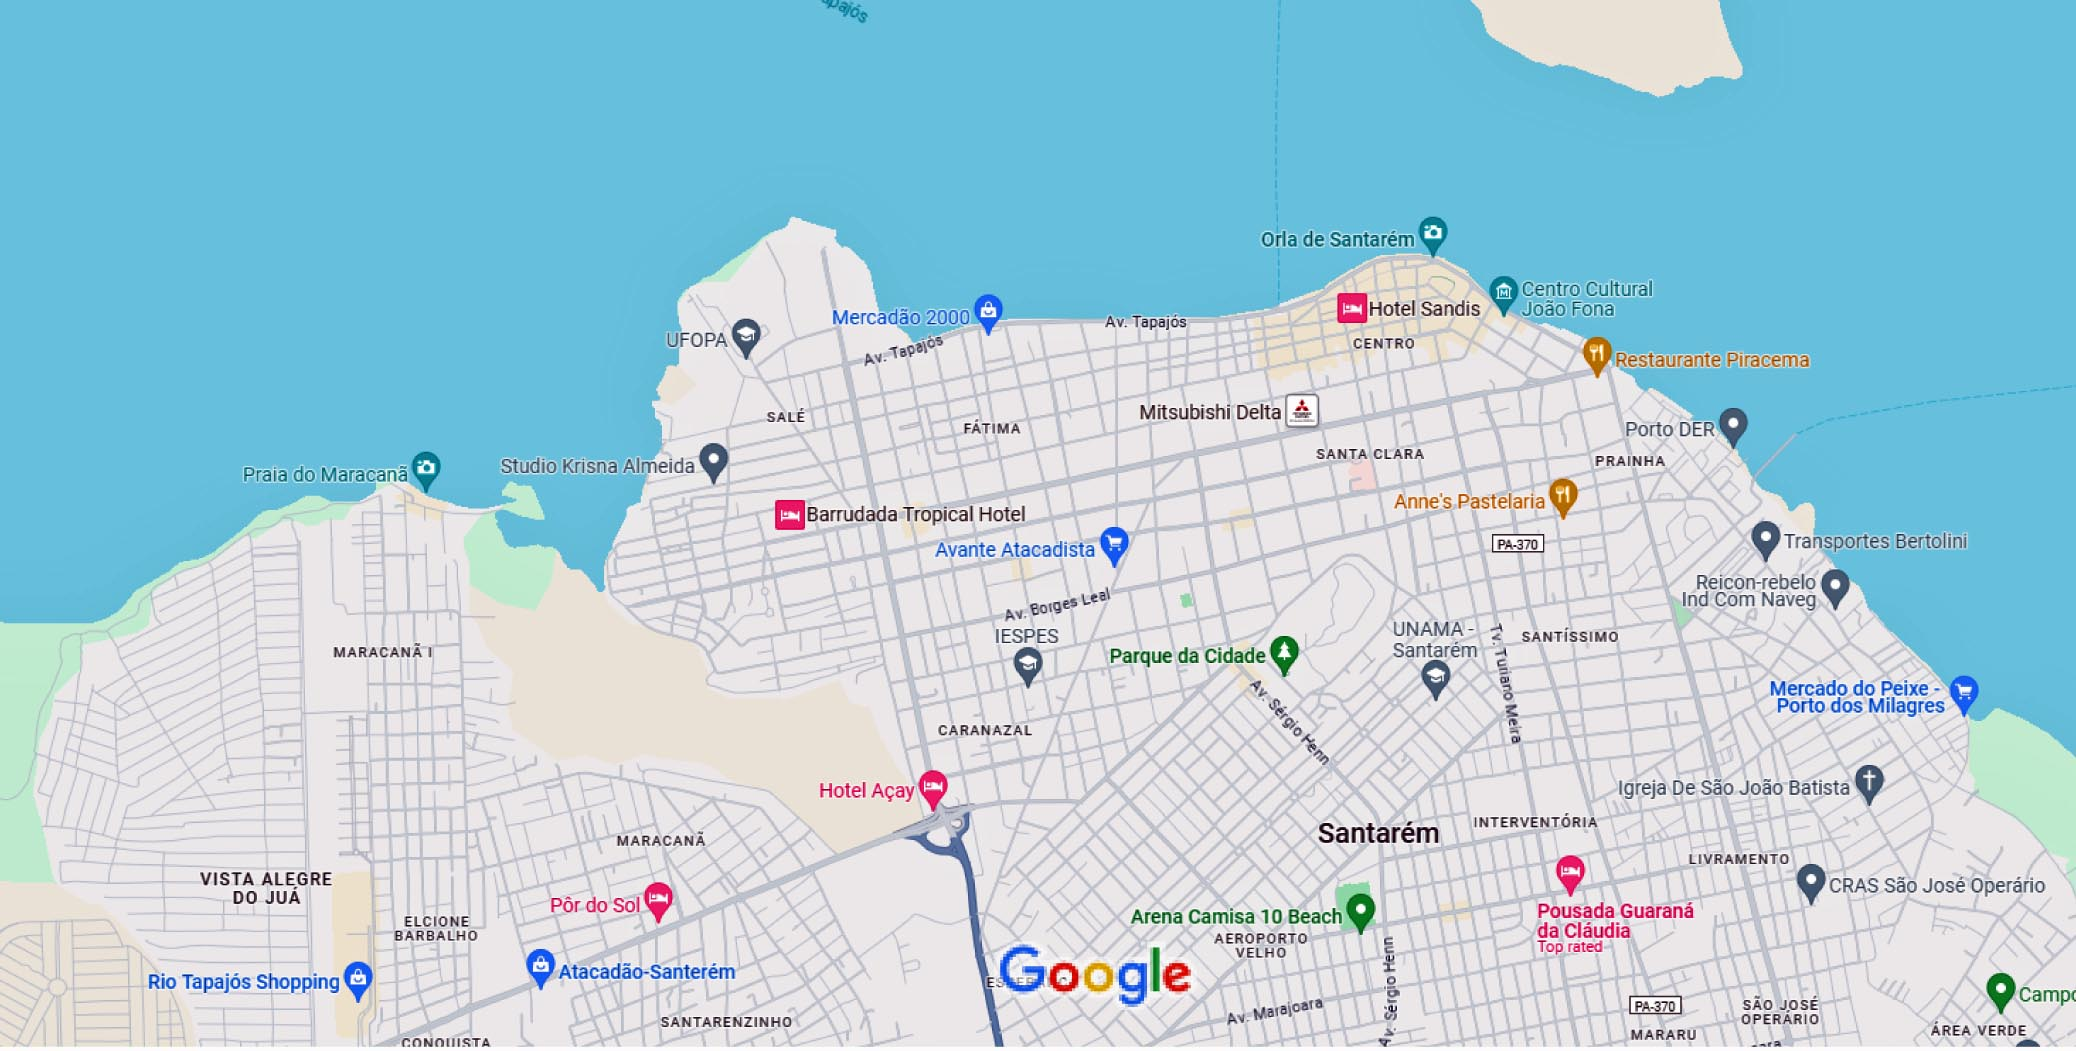 Orla de Santarém
Centro Cultural
João Fona
Hotel Sandis
Mercadão 2000
Av. Tapajós
UFOPA
Av. Tapajós
CENTRO
Restaurante Piracema
Mitsubishi Delta
SALÉ
FÁTIMA
Porto DER
SANTA CLARA
PRAINHA
Praia do Maracanã
Studio Krisna Almeida
Anne's Pastelaria
Barrudada Tropical Hotel
PA-370
Transportes Bertolini
Avante Atacadista
Reicon-rebelo
Ind Com Naveg
Av. Borges Leal
IESPES
UNAMA -
Santarém
SANTÍSSIMO
MARACANÃ I
Parque da Cidade
Tv. Turiano Meira
Mercado do Peixe -
Porto dos Milagres
Av. Sérgio Henn
CARANAZAL
Hotel Açay
Igreja De São João Batista
Santarém
INTERVENTÓRIA
MARACANÃ
LIVRAMENTO
VISTA ALEGRE
DO JUÁ
CRAS São José Operário
Pôr do Sol
Pousada Guaraná
da Cláudia
Top rated
Arena Camisa 10 Beach
ELCIONE
BARBALHO
AEROPORTO
VELHO
Av. Sérgio Henn
Rio Tapajós Shopping
Atacadão-Santerém
Google
Campo
PA-370
SÃO JOSÉ
OPERÁRIO
Av. Marajoara
SANTARENZINHO
MARARU
ÁREA VERDE
CONQUISTA